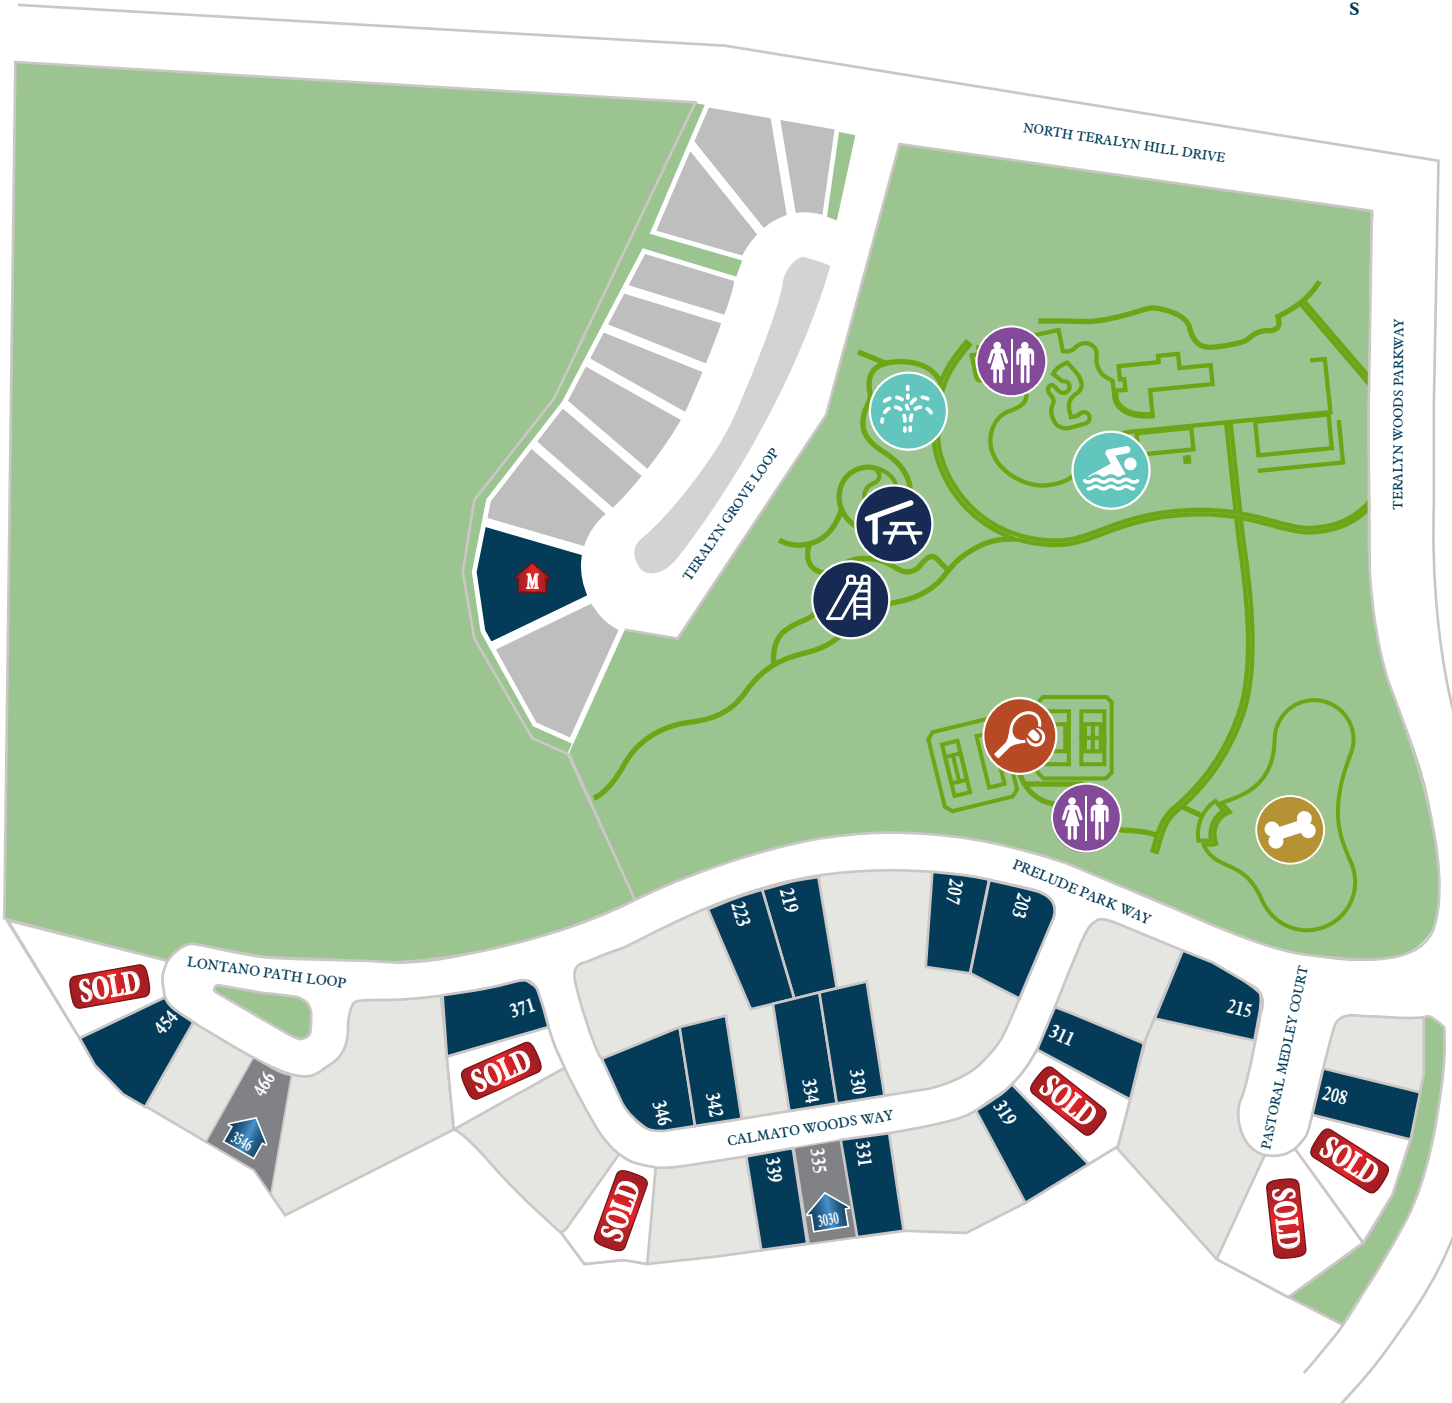 S
NORTH TERALYN HILL DRIVE
TERALYN WOODS PARKWAY
TERALYN GROVE LOOP
M
PRELUDE PARK WAY
207
203
219
223
LONTANO PATH LOOP
SOLD
454
466
3546
371
SOLD
346
342
334
330
CALMATO WOODS WAY
339
335
3030
331
SOLD
319
311
SOLD
215
PASTORAL MEDLEY COURT
208
SOLD
SOLD